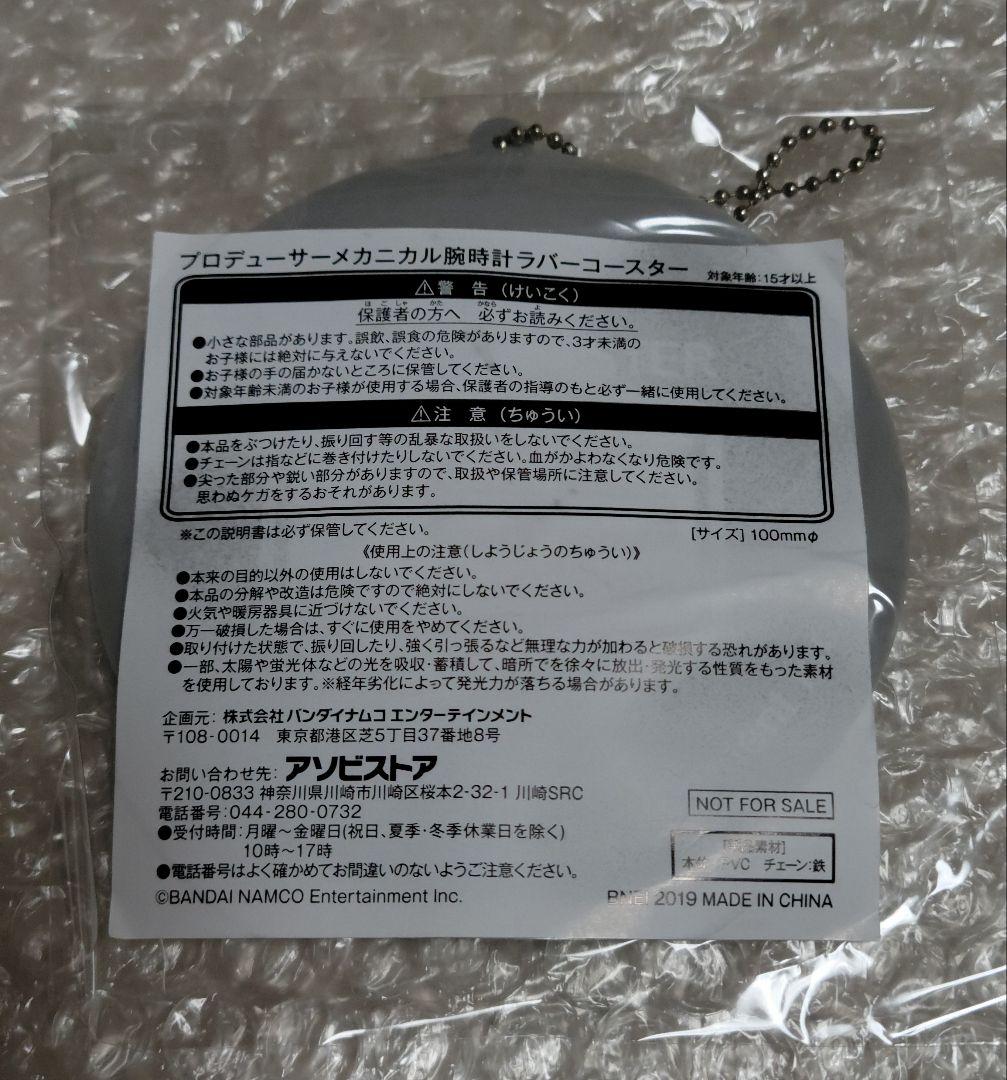 プロデューサーメカニカル腕時計ラバーコースター 対象年齢:15才以上
⚠警 告(けいこく)
ほごしゃ かた かなら よ
保護者の方へ 必ずお読みください。
●小さな部品があります。誤飲、誤食の危険がありますので、3才未満の
お子様には絶対に与えないでください。
●お子様の手の届かないところに保管してください。
●対象年齢未満のお子様が使用する場合、保護者の指導のもと必ず一緒に使用してください。
⚠注 意(ちゅうい)
●本品をぶつけたり、振り回す等の乱暴な取扱いをしないでください。
●チェーンは指などに巻き付けたりしないでください。血がかよわなくなり危険です。
●尖った部分や鋭い部分がありますので、取扱や保管場所に注意してください。
思わぬケガをするおそれがあります。
※この説明書は必ず保管してください。 [サイズ] 100mmφ
《使用上の注意(しようじょうのちゅうい)》
●本来の目的以外の使用はしないでください。
●本品の分解や改造は危険ですので絶対にしないでください。
●火気や暖房器具に近づけないでください。
●万一破損した場合は、すぐに使用をやめてください。
●取り付けた状態で、振り回したり、強く引っ張るなど無理な力が加わると破損する恐れがあります。
●一部、太陽や蛍光体などの光を吸収・蓄積して、暗所でを徐々に放出・発光する性質をもった素材
を使用しております。※経年劣化によって発光力が落ちる場合があります。
企画元:株式会社バンダイナムコエンターテインメント
〒108-0014 東京都港区芝5丁目37番地8号
お問い合わせ先:アソビストア
〒210-0833 神奈川県川崎市川崎区桜本2-32-1 川崎SRC
電話番号:044-280-0732
NOT FOR SALE
●受付時間:月曜～金曜日(祝日、夏季・冬季休業日を除く)
10時～17時
素材]
本体:PVC チェーン:鉄
●電話番号はよく確かめてお間違いのないようご注意ください。
©BANDAI NAMCO Entertainment Inc. BNEI 2019 MADE IN CHINA